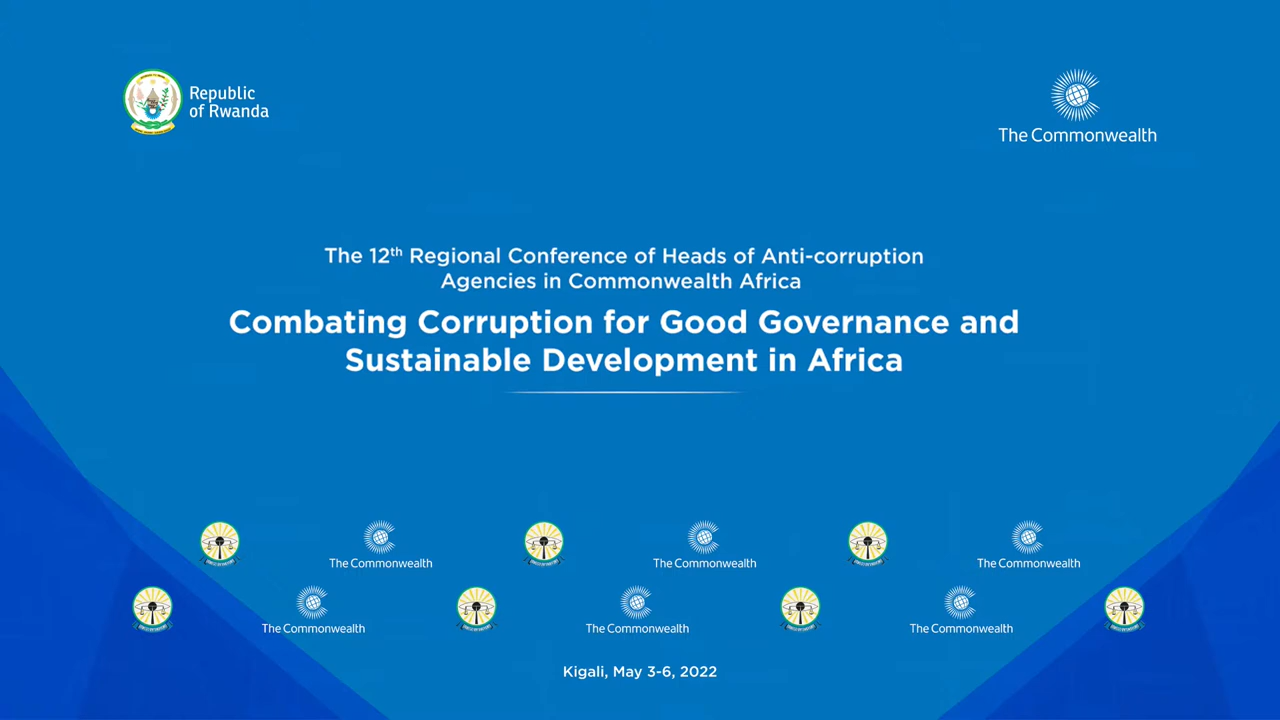 Republic
of Rwanda
The Commonwealth
The 12th Regional Conference of Heads of Anti-corruption
Agencies in Commonwealth Africa
Combating Corruption for Good Governance and
Sustainable Development in Africa
The Commonwealth
The Commonwealth
The Commonwealth
The Commonwealth
The Commonwealth
The Commonwealth
Kigali, May 3-6, 2022